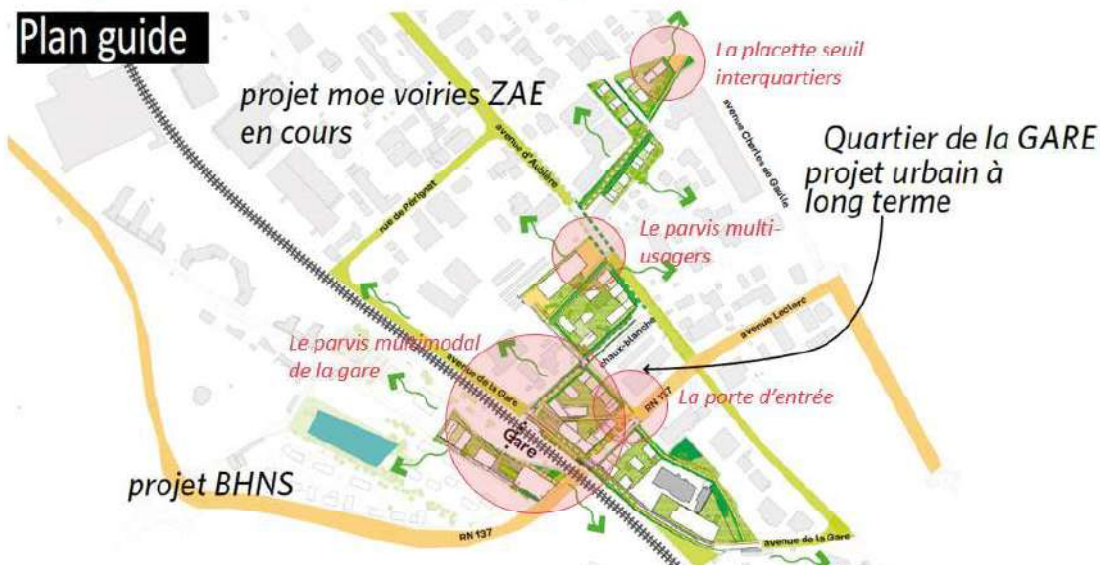 Plan guide
projet moe voiries ZAE
en cours
La placette seuil
interquartiers
avenue Charles de Gaulle
Quartier de la GARE
projet urbain à
long terme
avenue d'Aubière
rue de Pérignat
Le parvis multi-
usagers
avenue Leclerc
chaux-blanche
Le parvis multimodal
de la gare
avenue de la Gare
RN 137
La porte d'entrée
Gare
projet BHNS
RN 137
avenue de la Gare